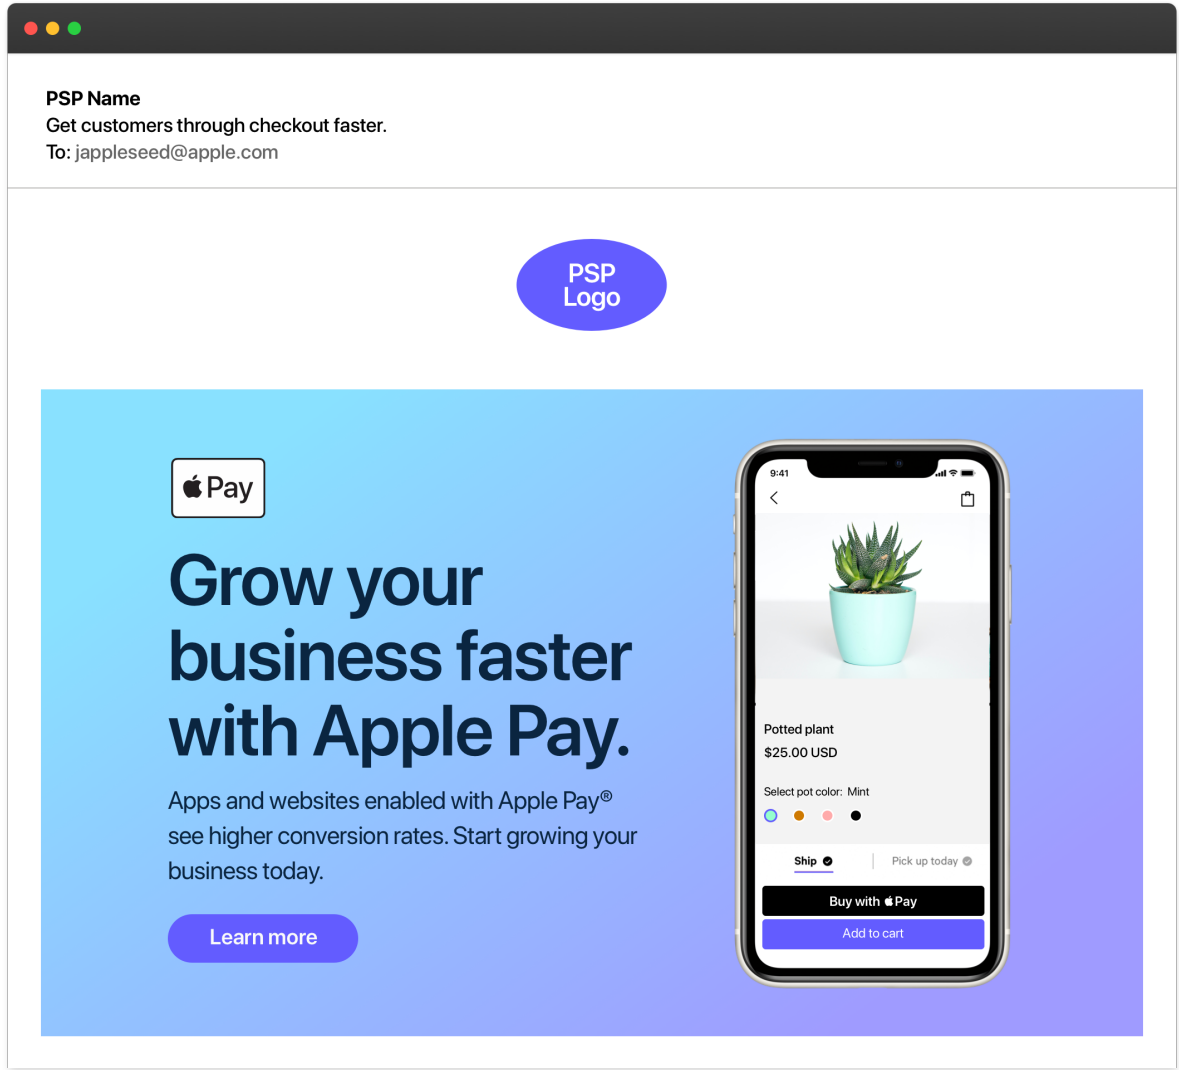 PSP Name
Get customers through checkout faster.
To: jappleseed@apple.com
PSP
Logo
Pay
Grow your
business faster
with Apple Pay.
Apps and websites enabled with Apple Pay®
see higher conversion rates. Start growing your
business today.
Learn more
9:41
Potted plant
$25.00 USD
Select pot color: Mint
Ship
Pick up today
Buy with Pay
Add to cart